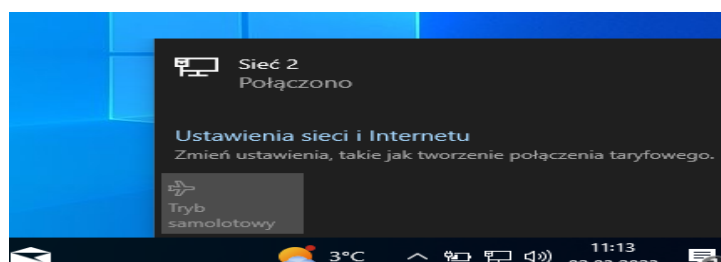 Sieć 2
Połączono
Ustawienia sieci i Internetu
Zmień ustawienia, takie jak tworzenie połączenia taryfowego.
Tryb
samolotowy
3°C
11:13